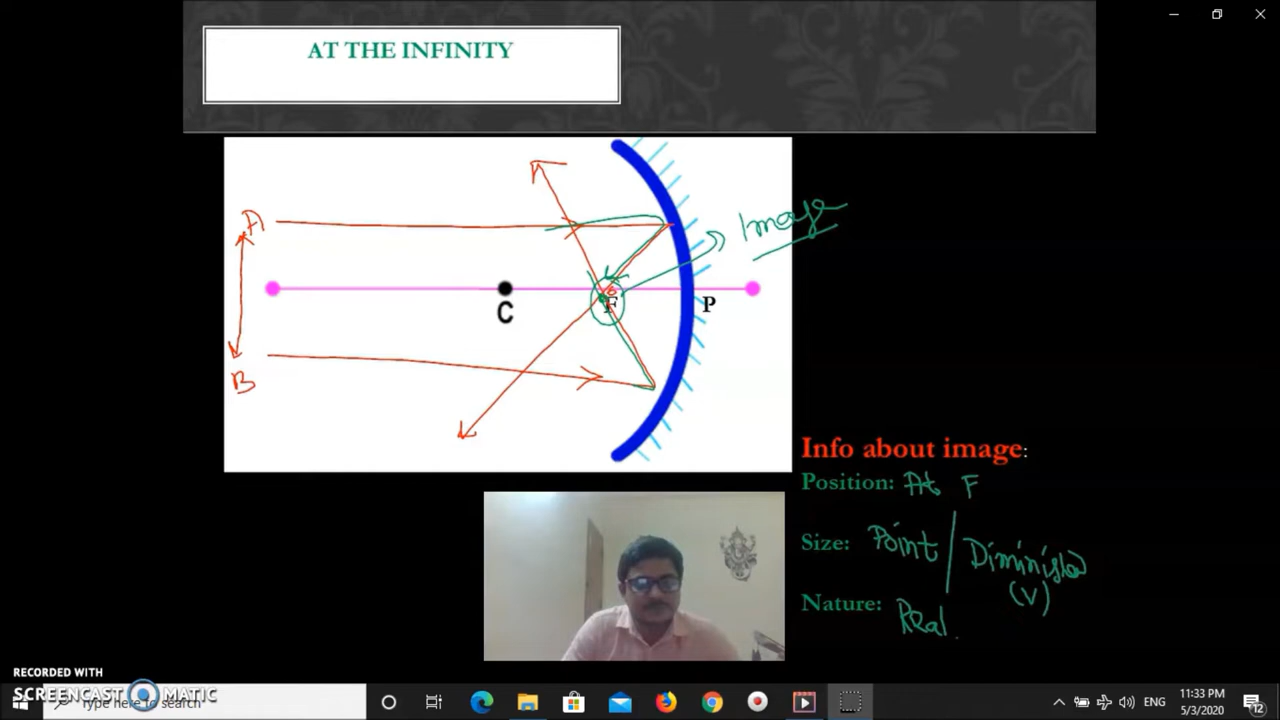 AT THE INFINITY
A
Image
F
C
P
B
Info about image:
Position: At F
Size: Point / Diminished
(V)
Nature: Real
RECORDED WITH
SCREENCAST MATIC
Type here to search
ENG
11:33 PM
5/3/2020
12